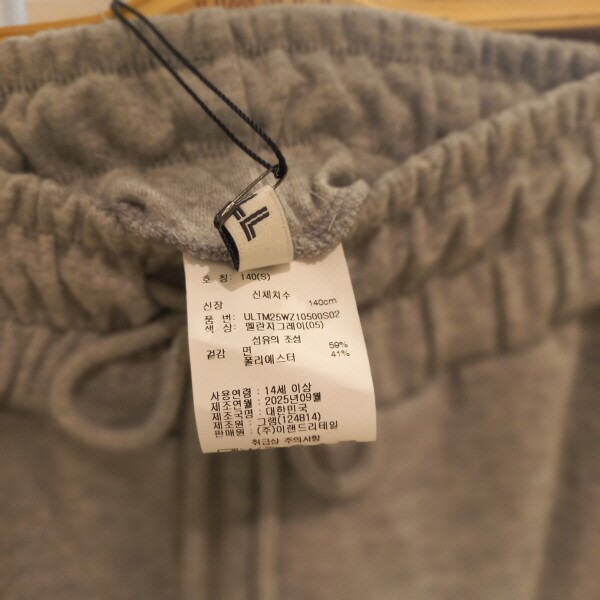 호 칭: 140(S)
신체치수
신장 140cm
품 번: ULTM25WZ10500S02
색 상: 멜란지그레이(05)
섬유의 조성
겉감 면 59%
폴리에스터 41%
사용연령 : 14세 이상
제조연월 : 2025년09월
제조국명 : 대한민국
제조원 : 그램(124814)
판매원 : (주)이랜드리테일
취급상 주의사항